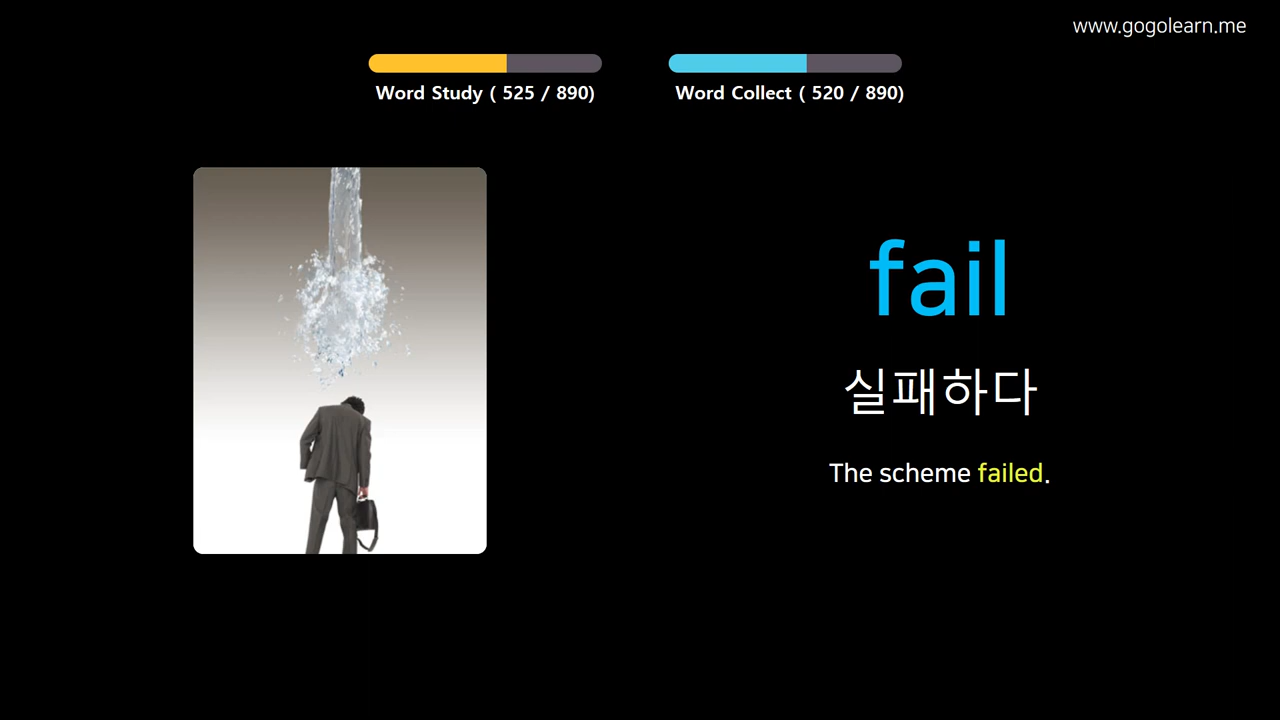 www.gogolearn.me
Word Study ( 525 / 890)
Word Collect ( 520 / 890)
fail
실패하다
The scheme failed.